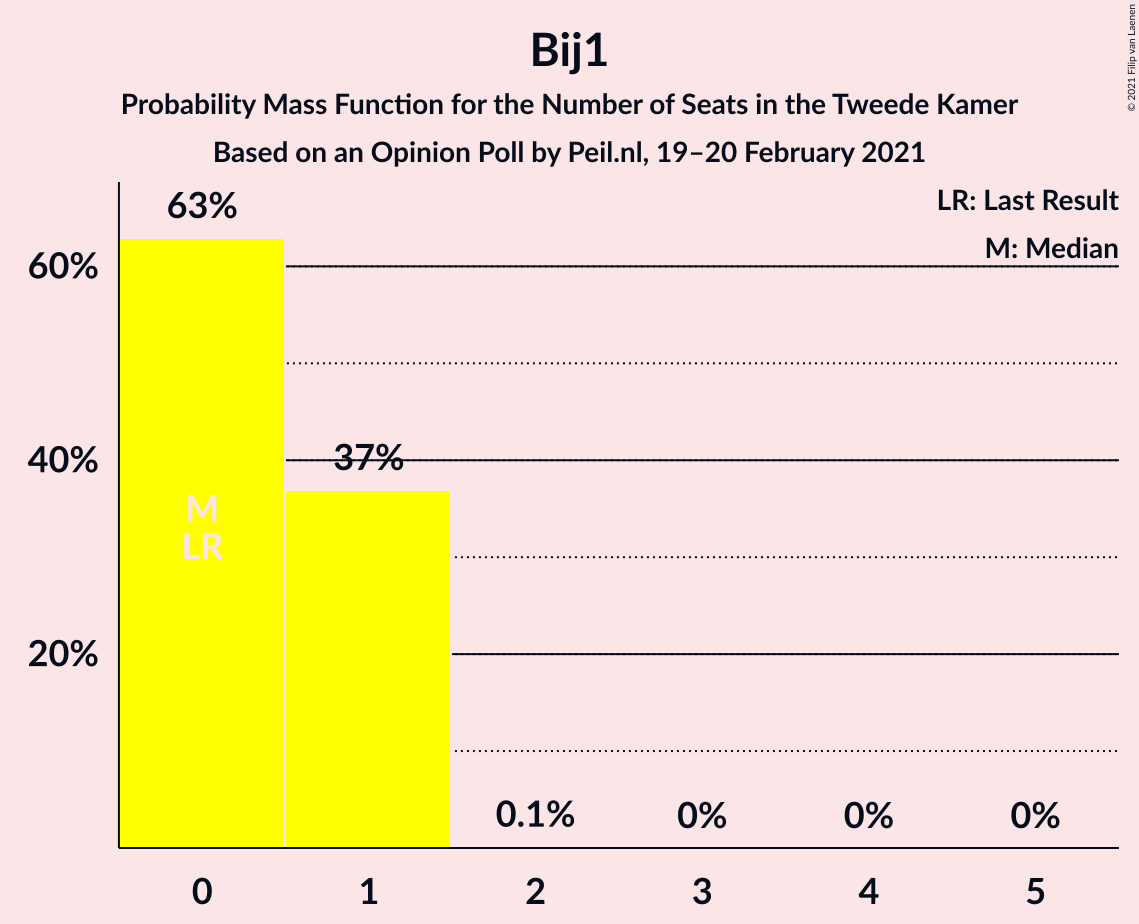 Bij1
Probability Mass Function for the Number of Seats in the Tweede Kamer
Based on an Opinion Poll by Peil.nl, 19–20 February 2021
© 2021 Filip van Laenen
LR: Last Result
M: Median
63%
60%
37%
40%
M
LR
20%
0.1%
0%
0%
0%
0
1
2
3
4
5